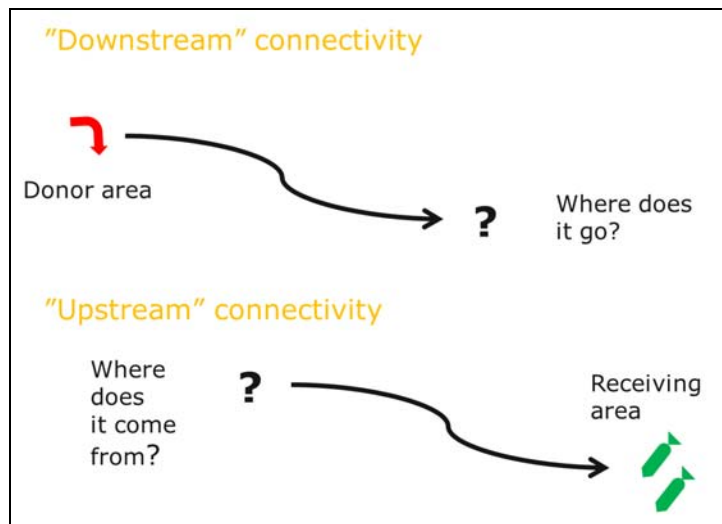 ”Downstream” connectivity
Donor area
?
Where does
it go?
”Upstream” connectivity
Where
does
it come
from?
?
Receiving
area